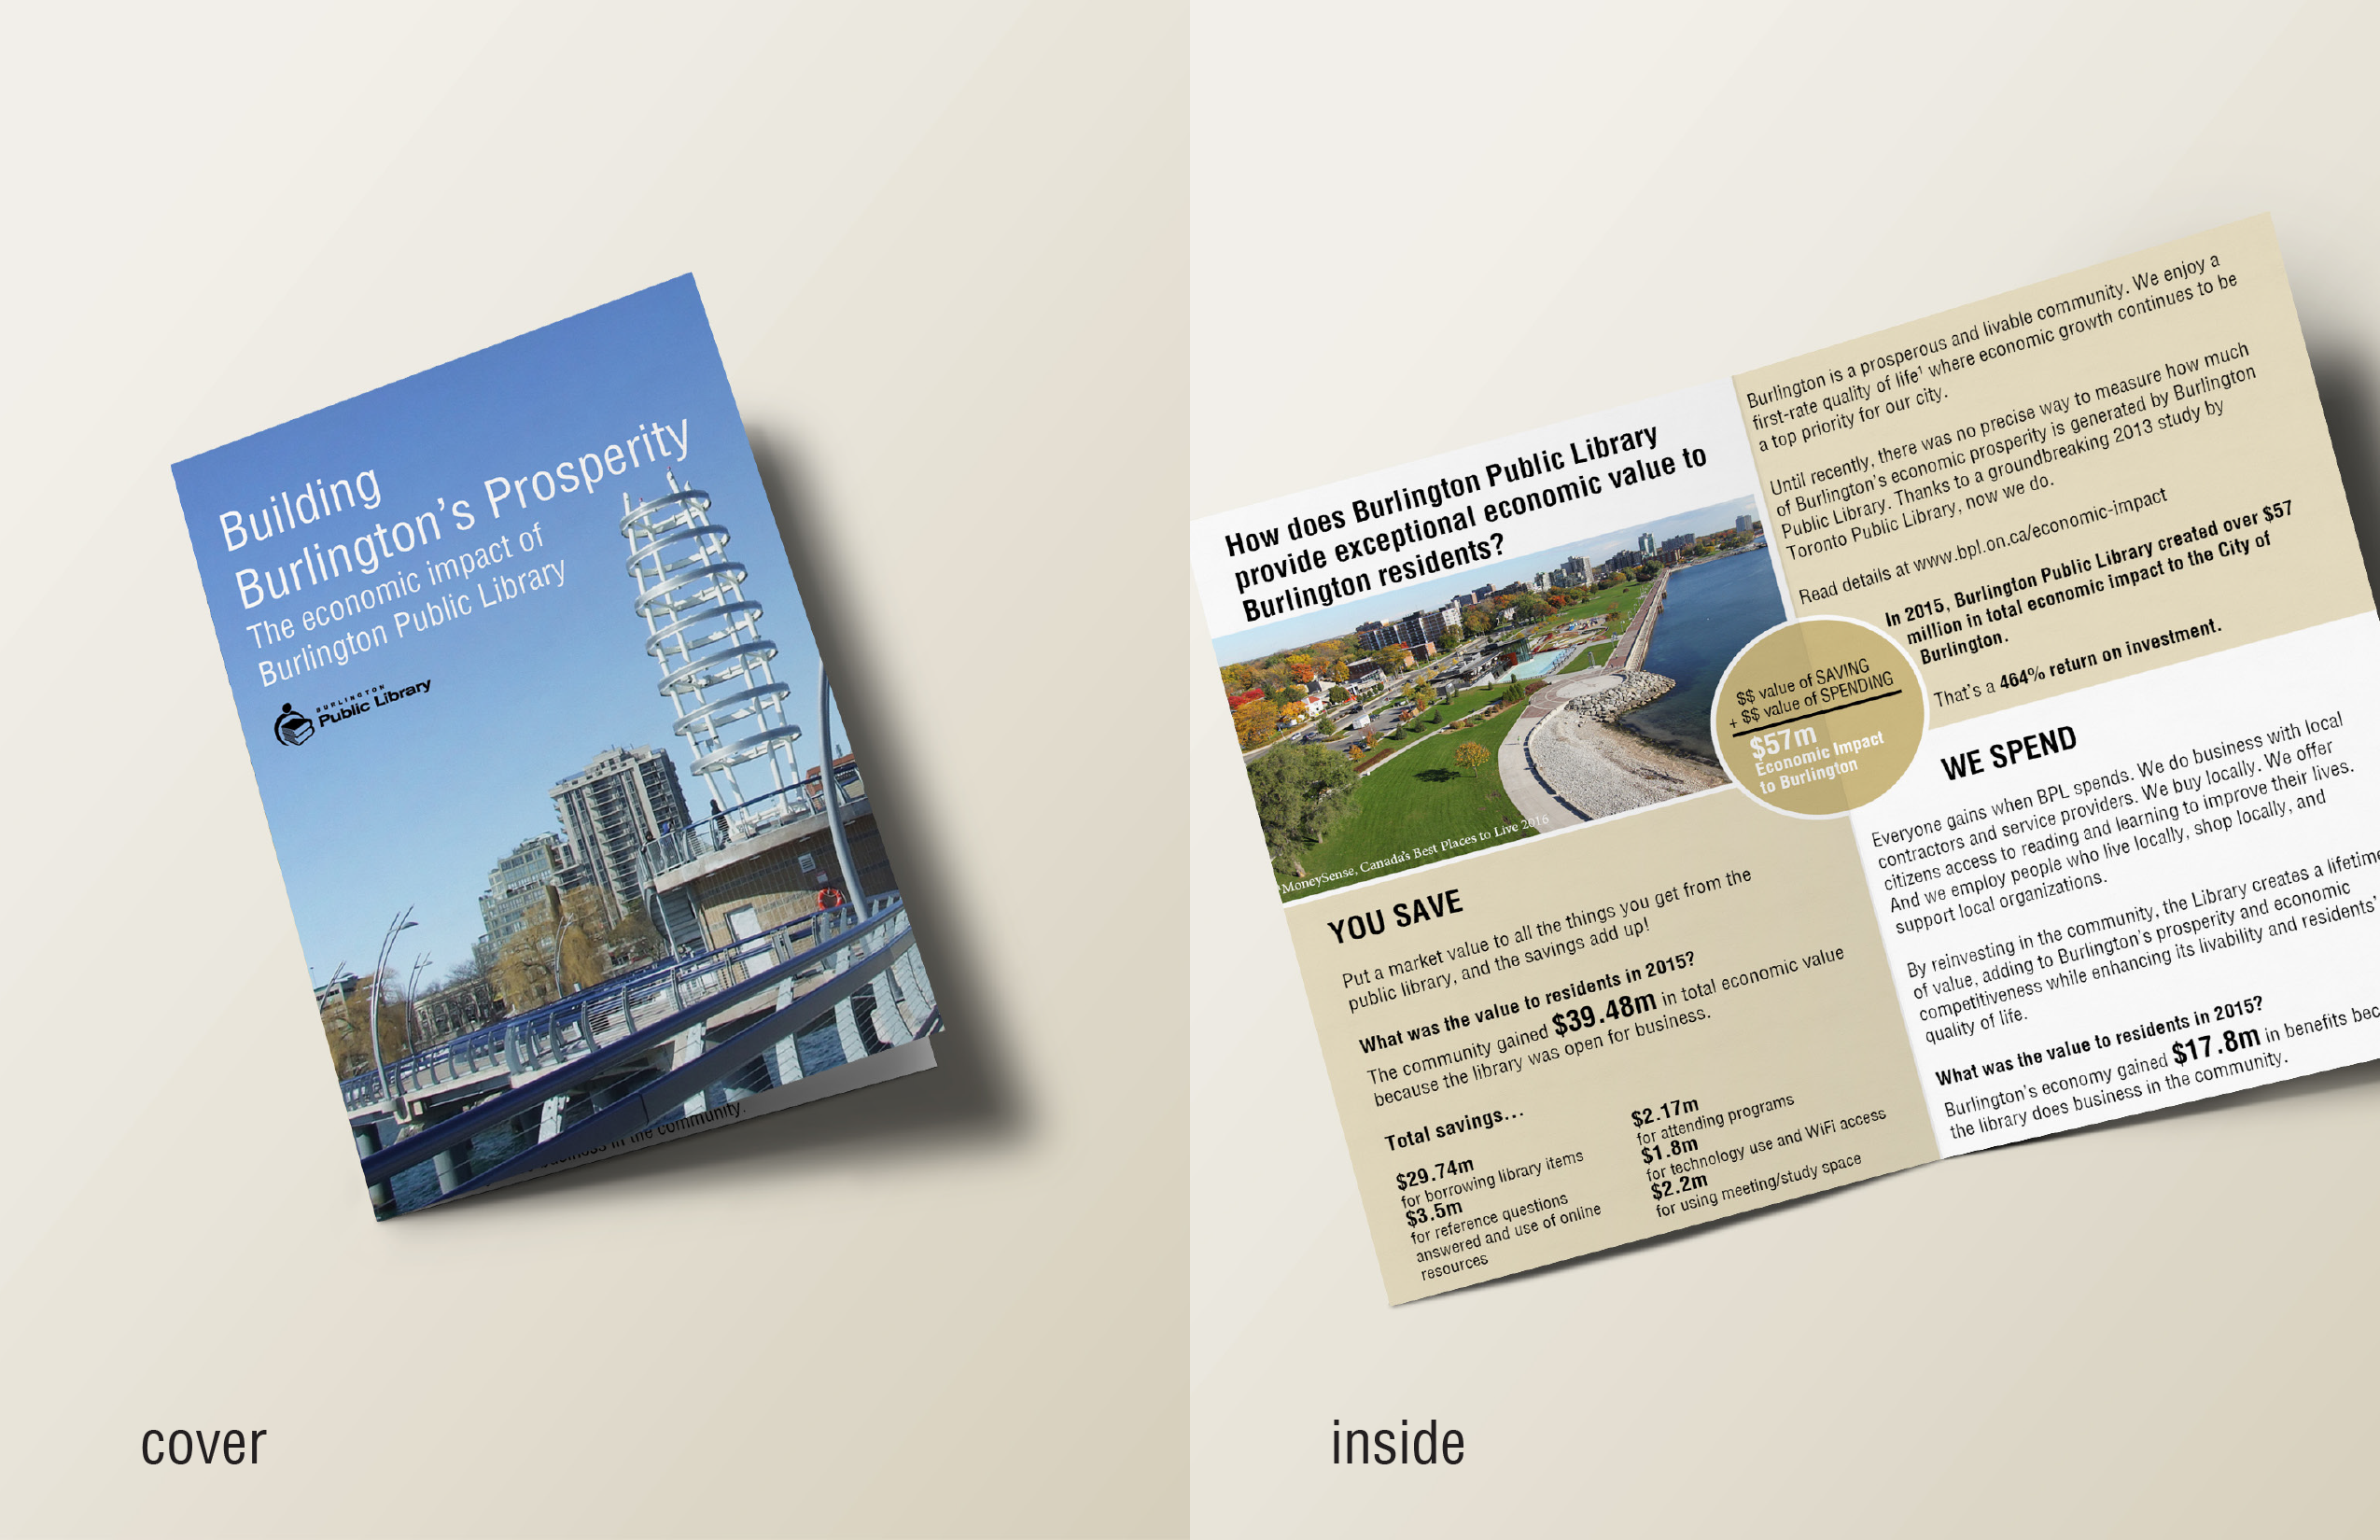 Building
Burlington's Prosperity
The economic impact of
Burlington Public Library
BURLINGTON
Public Library
business in the community.
cover
How does Burlington Public Library
provide exceptional economic value to
Burlington residents?
MoneySense, Canada's Best Places to Live 2016
YOU SAVE
Put a market value to all the things you get from the
public library, and the savings add up!
What was the value to residents in 2015?
The community gained $39.48m in total economic value
because the library was open for business.
Total savings...
$29.74m
for borrowing library items
$3.5m
for reference questions
answered and use of online
resources
$2.17m
for attending programs
$1.8m
for technology use and WiFi access
$2.2m
for using meeting/study space
Burlington is a prosperous and livable community. We enjoy a
first-rate quality of life¹ where economic growth continues to be
a top priority for our city.
Until recently, there was no precise way to measure how much
of Burlington's economic prosperity is generated by Burlington
Public Library. Thanks to a groundbreaking 2013 study by
Toronto Public Library, now we do.
Read details at www.bpl.on.ca/economic-impact
In 2015, Burlington Public Library created over $57
million in total economic impact to the City of
Burlington.
That's a 464% return on investment.
$$ value of SAVING
+ $$ value of SPENDING
$57m
Economic Impact
to Burlington
WE SPEND
Everyone gains when BPL spends. We do business with local
contractors and service providers. We buy locally. We offer
citizens access to reading and learning to improve their lives.
And we employ people who live locally, shop locally, and
support local organizations.
By reinvesting in the community, the Library creates a lifetime
of value, adding to Burlington's prosperity and economic
competitiveness while enhancing its livability and residents'
quality of life.
What was the value to residents in 2015?
Burlington's economy gained $17.8m in benefits bec
the library does business in the community.
inside